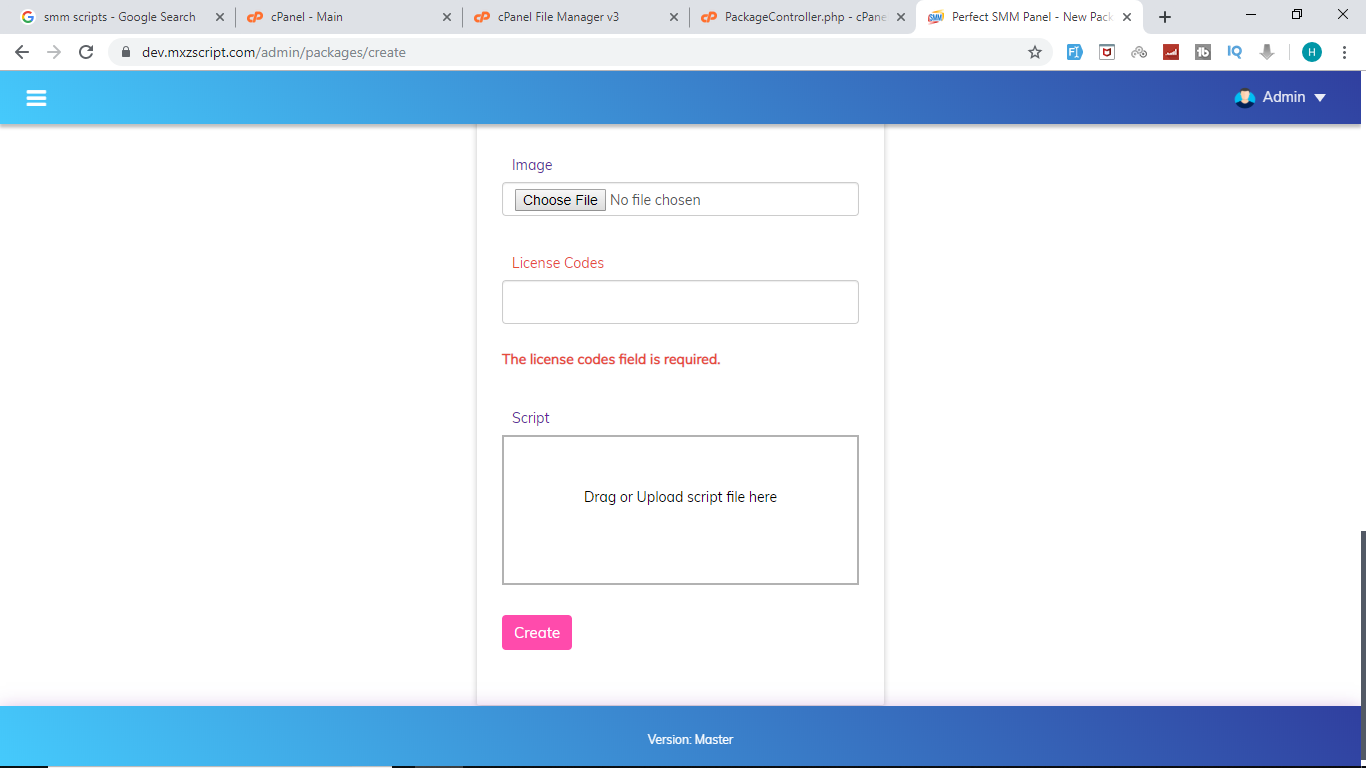 smm scripts - Google Search
cPanel - Main
cPanel File Manager v3
PackageController.php - cPane
Perfect SMM Panel - New Pack
dev.mxzscript.com/admin/packages/create
Admin
Image
Choose File No file chosen
License Codes
The license codes field is required.
Script
Drag or Upload script file here
Create
Version: Master